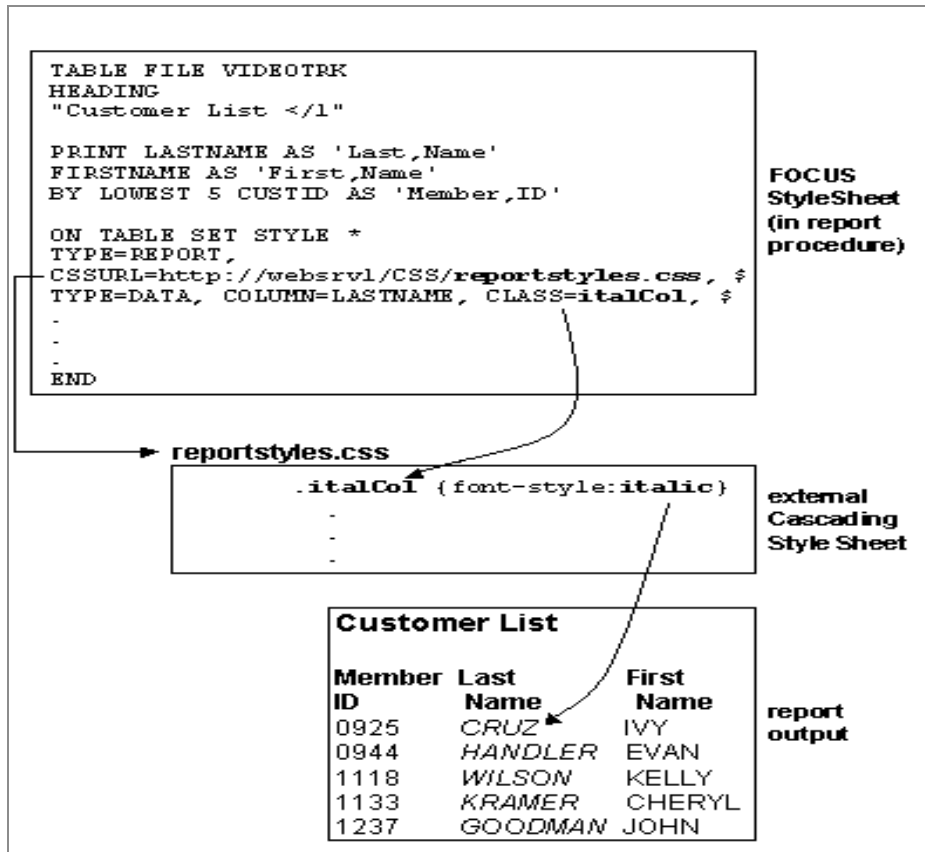 TABLE FILE VIDEOTRK
HEADING
"Customer List </1"
PRINT LASTNAME AS 'Last,Name'
FIRSTNAME AS 'First,Name'
BY LOWEST 5 CUSTID AS 'Member,ID'
ON TABLE SET STYLE *
TYPE=REPORT,
CSSURL=http://websrv1/CSS/reportstyles.css, $
TYPE=DATA, COLUMN=LASTNAME, CLASS=italCol, $
.
.
.
END
FOCUS
StyleSheet
(in report
procedure)
reportstyles.css
.italCol {font-style:italic}
.
.
.
external
Cascading
Style Sheet
Customer List
Member Last First
ID Name Name
0925 CRUZ IVY
0944 HANDLER EVAN
1118 WILSON KELLY
1133 KRAMER CHERYL
1237 GOODMAN JOHN
report
output